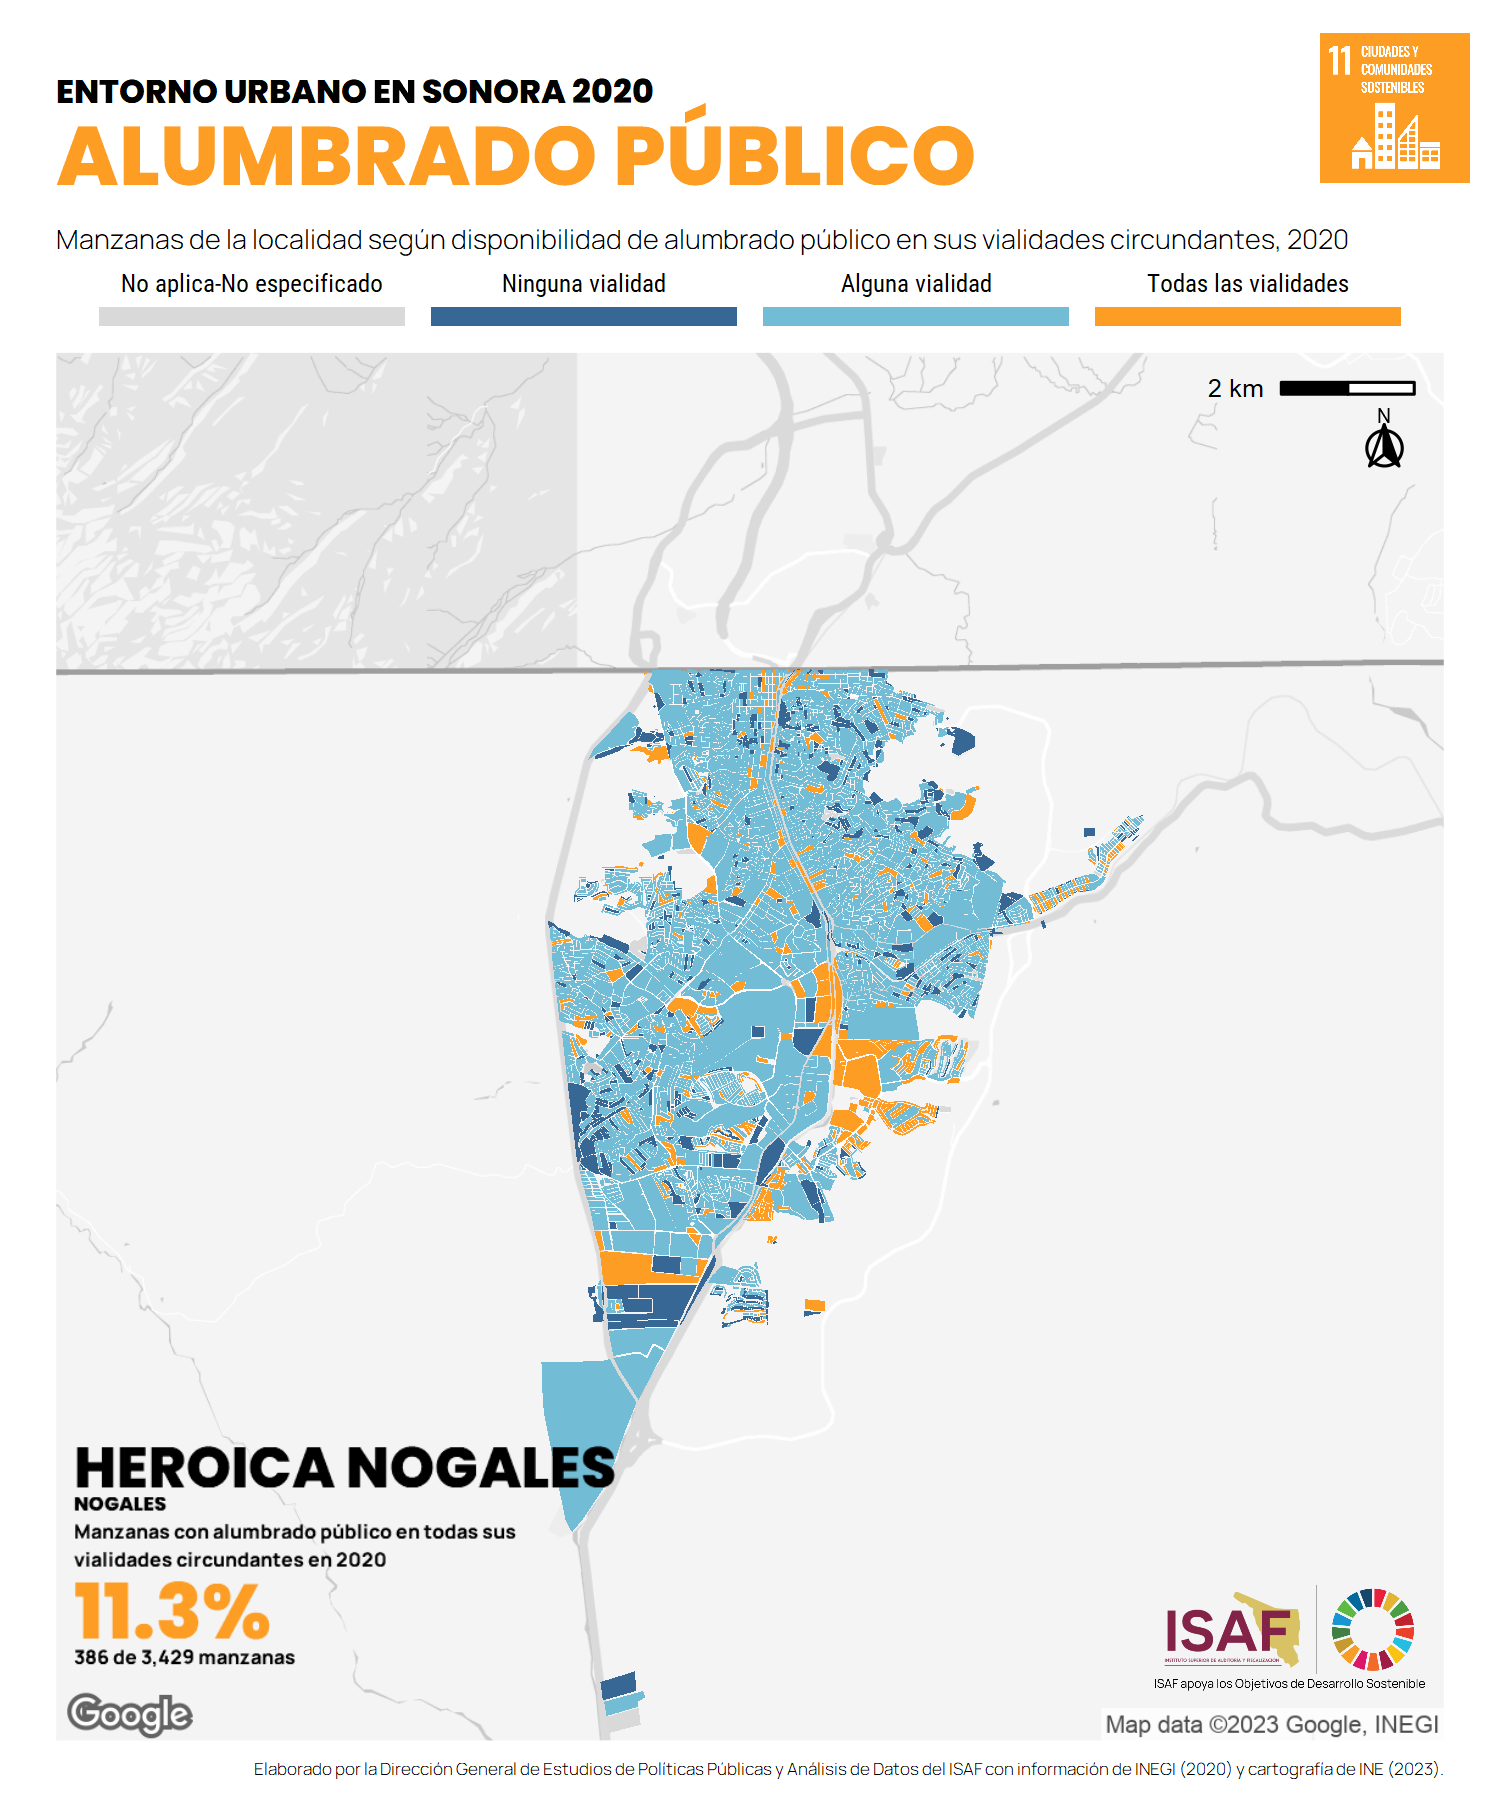 ENTORNO URBANO EN SONORA 2020
ALUMBRADO PÚBLICO
11 CIUDADES Y
COMUNIDADES
SOSTENIBLES
Manzanas de la localidad según disponibilidad de alumbrado público en sus vialidades circundantes, 2020
No aplica-No especificado
Ninguna vialidad
Alguna vialidad
Todas las vialidades
2 km
N
HEROICA NOGALES
NOGALES
Manzanas con alumbrado público en todas sus
vialidades circundantes en 2020
11.3%
386 de 3,429 manzanas
Google
ISAF
INSTITUTO SUPERIOR DE AUDITORÍA Y FISCALIZACIÓN
ISAF apoya los Objetivos de Desarrollo Sostenible
Map data ©2023 Google, INEGI
Elaborado por la Dirección General de Estudios de Políticas Públicas y Análisis de Datos del ISAF con información de INEGI (2020) y cartografía de INE (2023).